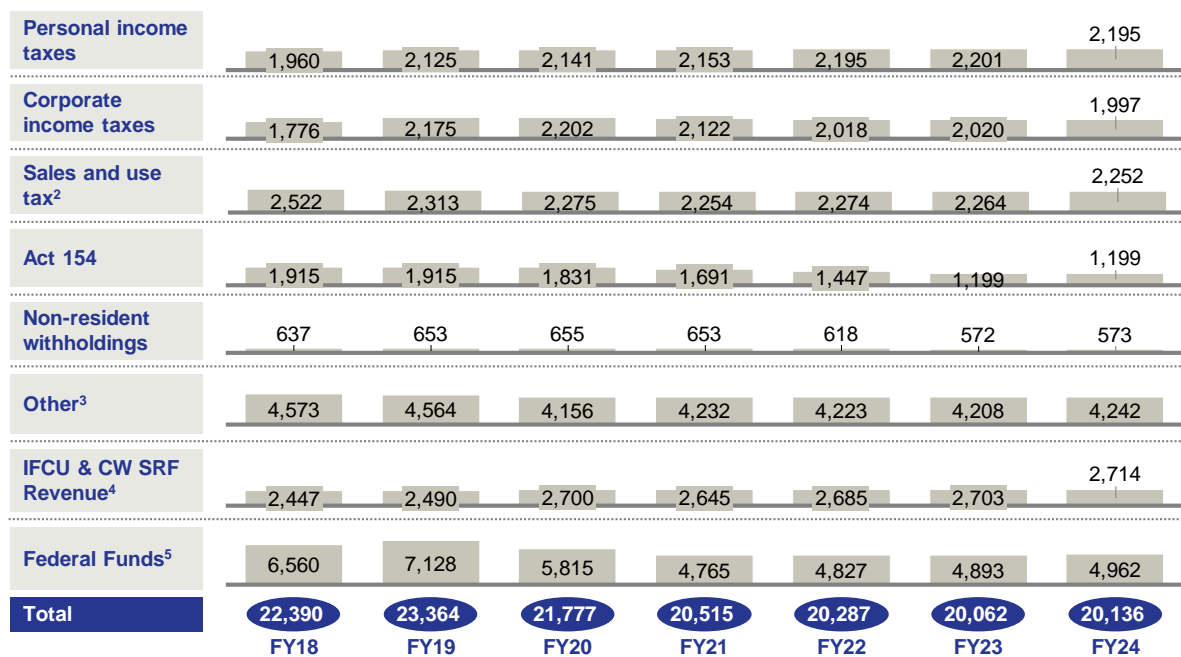 Personal income
taxes
1,960 2,125 2,141 2,153 2,195 2,201 2,195
Corporate
income taxes
1,776 2,175 2,202 2,122 2,018 2,020 1,997
Sales and use
tax²
2,522 2,313 2,275 2,254 2,274 2,264 2,252
Act 154
1,915 1,915 1,831 1,691 1,447 1,199 1,199
Non-resident
withholdings
637 653 655 653 618 572 573
Other³
4,573 4,564 4,156 4,232 4,223 4,208 4,242
IFCU & CW SRF
Revenue⁴
2,447 2,490 2,700 2,645 2,685 2,703 2,714
Federal Funds⁵
6,560 7,128 5,815 4,765 4,827 4,893 4,962
Total 22,390 23,364 21,777 20,515 20,287 20,062 20,136
FY18 FY19 FY20 FY21 FY22 FY23 FY24